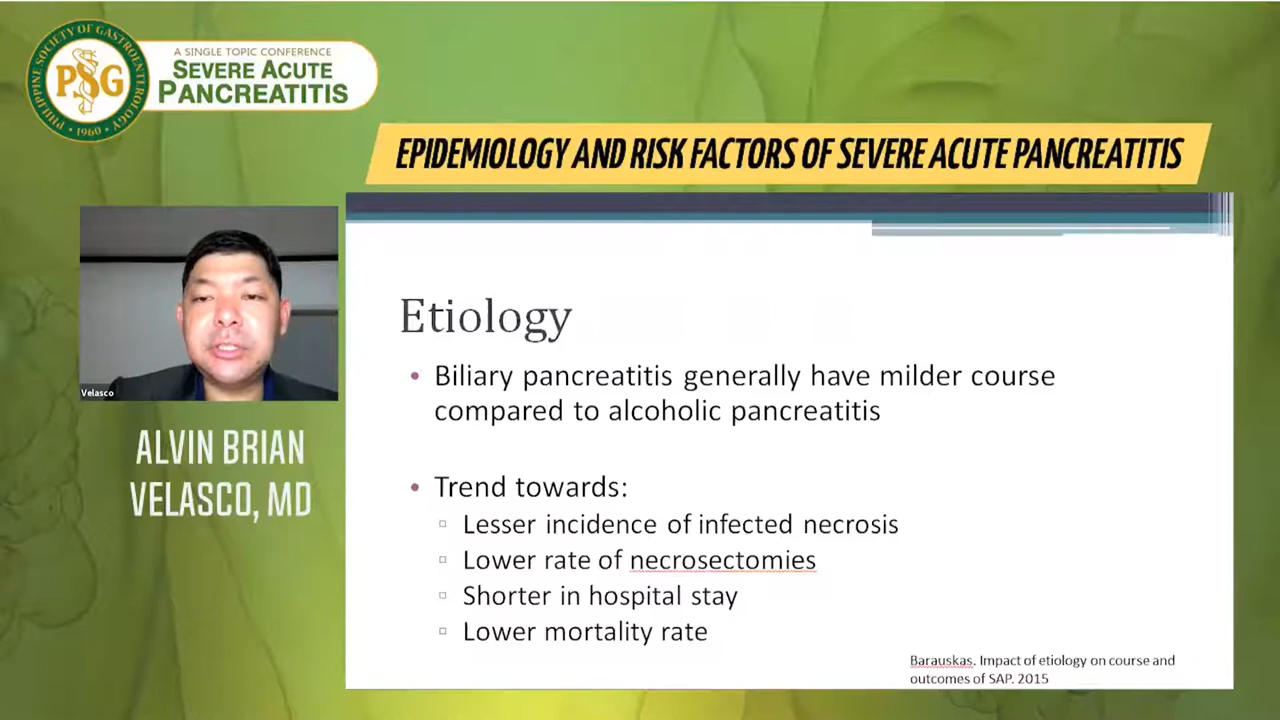 PHILIPPINE SOCIETY OF GASTROENTEROLOGY
PSG
• 1960 •
A SINGLE TOPIC CONFERENCE
SEVERE ACUTE
PANCREATITIS
EPIDEMIOLOGY AND RISK FACTORS OF SEVERE ACUTE PANCREATITIS
Velasco
ALVIN BRIAN
VELASCO, MD
Etiology
• Biliary pancreatitis generally have milder course
compared to alcoholic pancreatitis
• Trend towards:
▫ Lesser incidence of infected necrosis
▫ Lower rate of necrosectomies
▫ Shorter in hospital stay
▫ Lower mortality rate
Barauskas. Impact of etiology on course and
outcomes of SAP. 2015